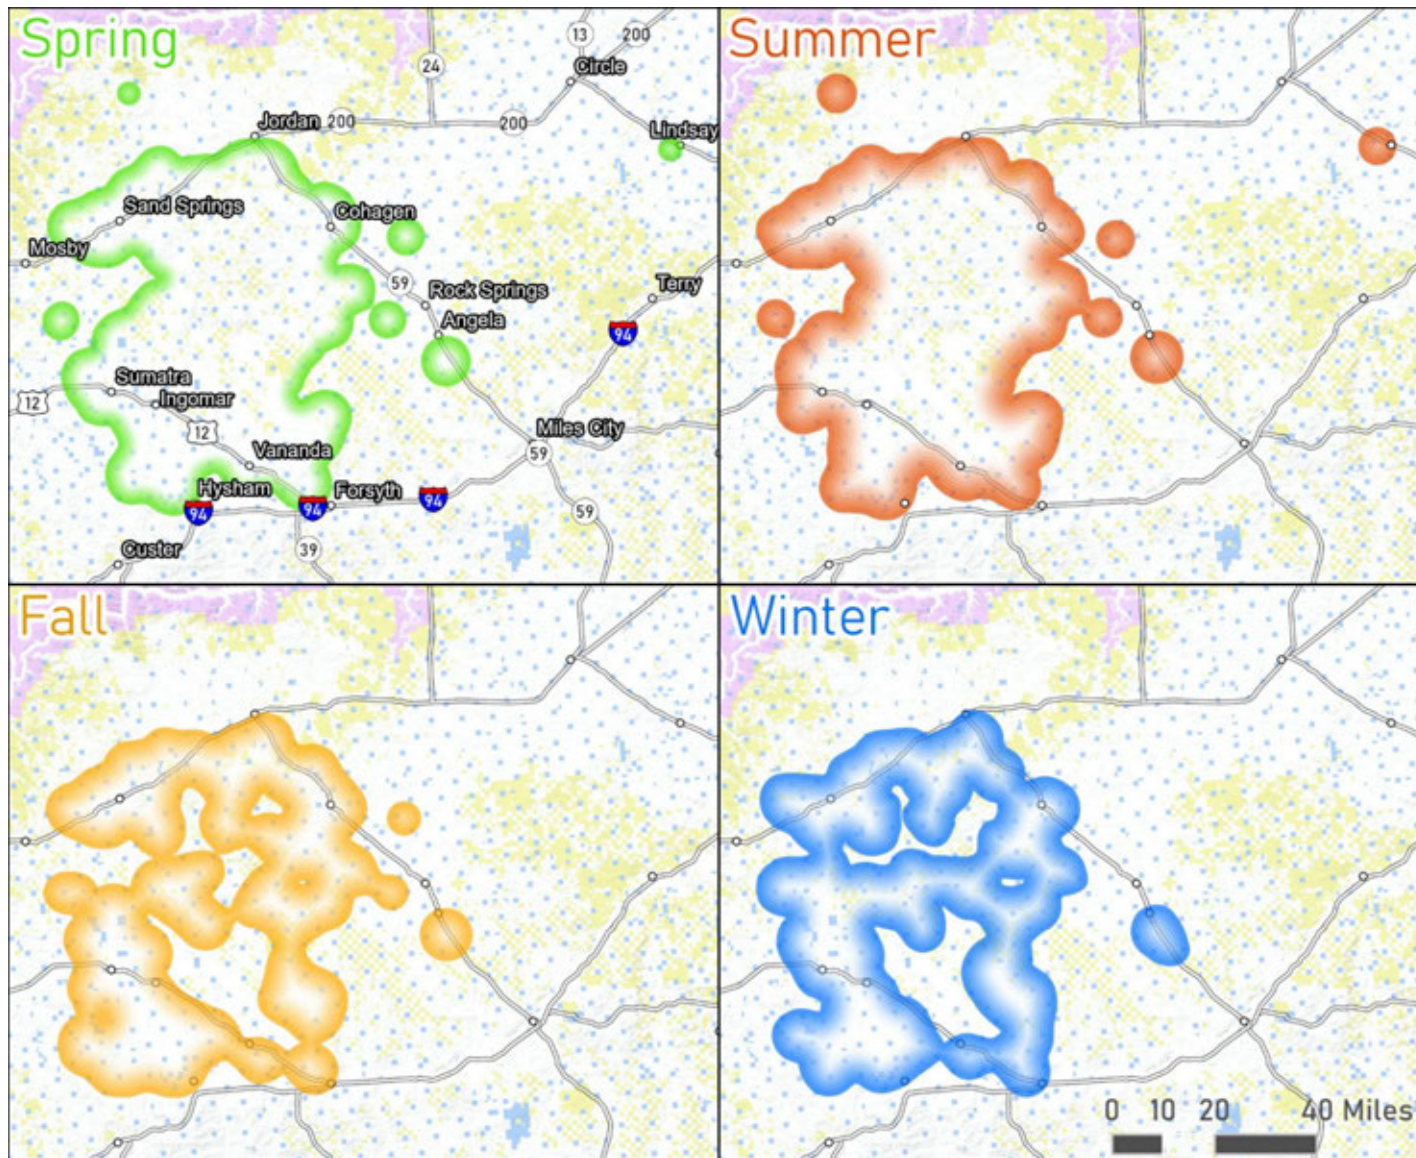 Spring
Summer
13
200
24
Circle
Jordan
200
200
Lindsay
Sand Springs
Cohagen
Mosby
59
Rock Springs
Terry
Angela
94
Sumatra
12
Ingomar
12
Miles City
Vananda
59
Hysham
Forsyth
94
94
94
59
Custer
39
Fall
Winter
0 10 20 40 Miles